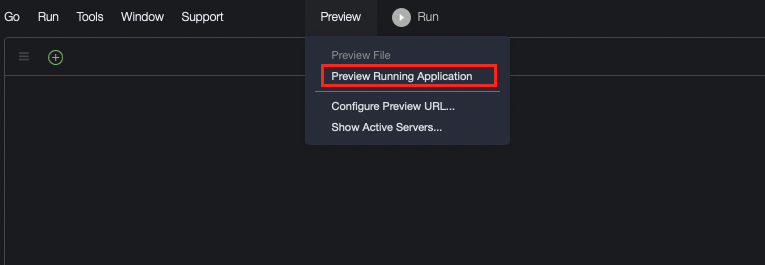 Go Run Tools Window Support Preview Run
Preview File
Preview Running Application
Configure Preview URL...
Show Active Servers...